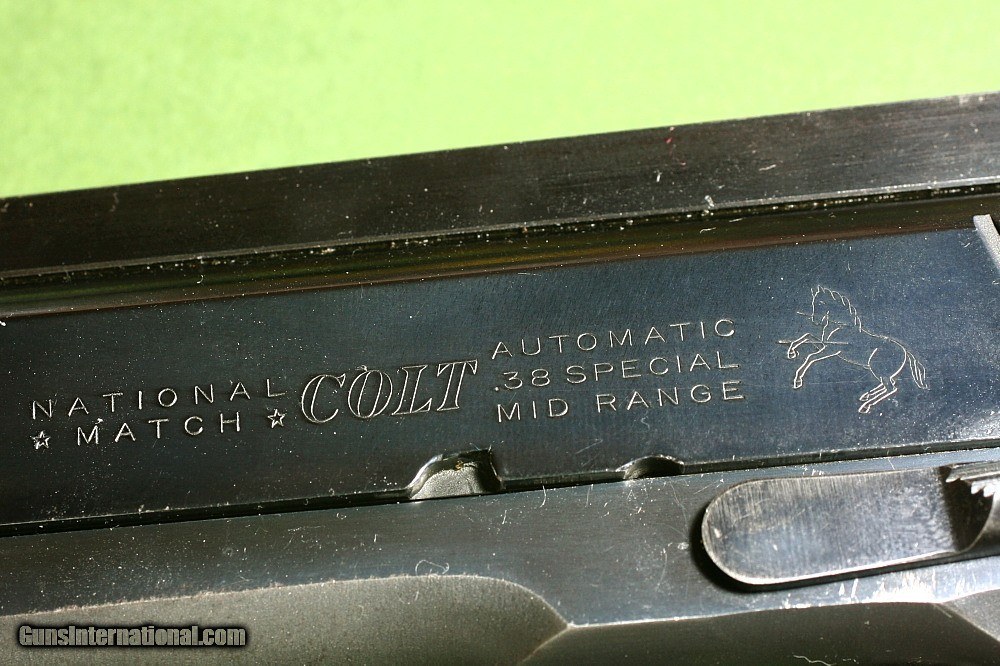 NATIONAL
☆ MATCH ☆
COLT
AUTOMATIC
.38 SPECIAL
MID RANGE
GunsInternational.com